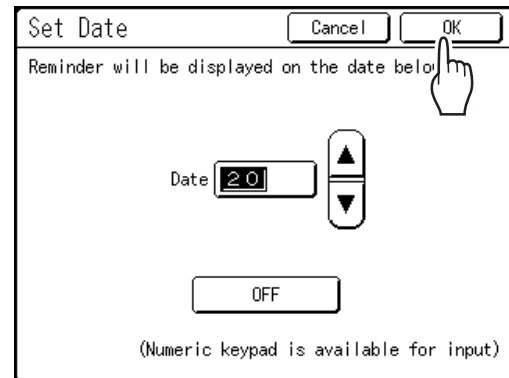 Set Date Cancel OK
Reminder will be displayed on the date
Date 20
OFF
(Numeric keypad is available for input)